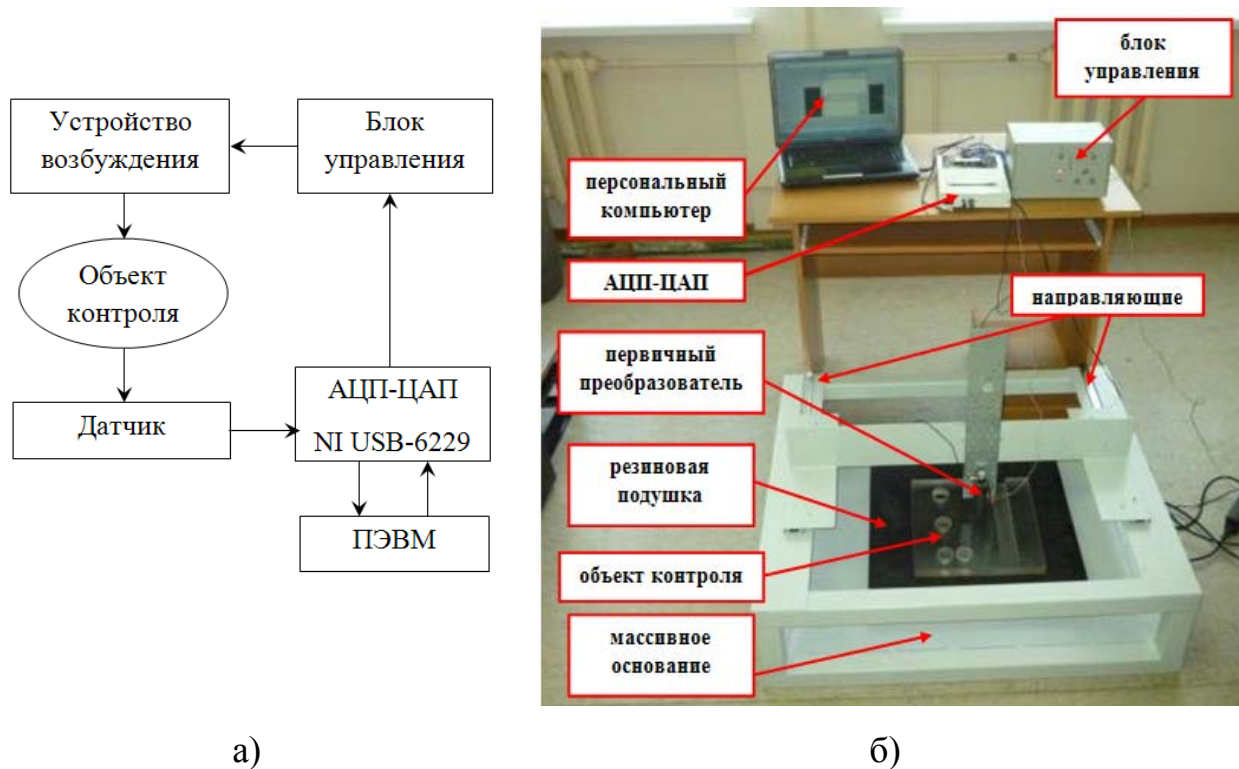 Устройство
возбуждения
Блок
управления
Объект
контроля
Датчик
АЦП-ЦАП
NI USB-6229
ПЭВМ
а)
блок
управления
персональный
компьютер
АЦП-ЦАП
направляющие
первичный
преобразователь
резиновая
подушка
объект контроля
массивное
основание
б)